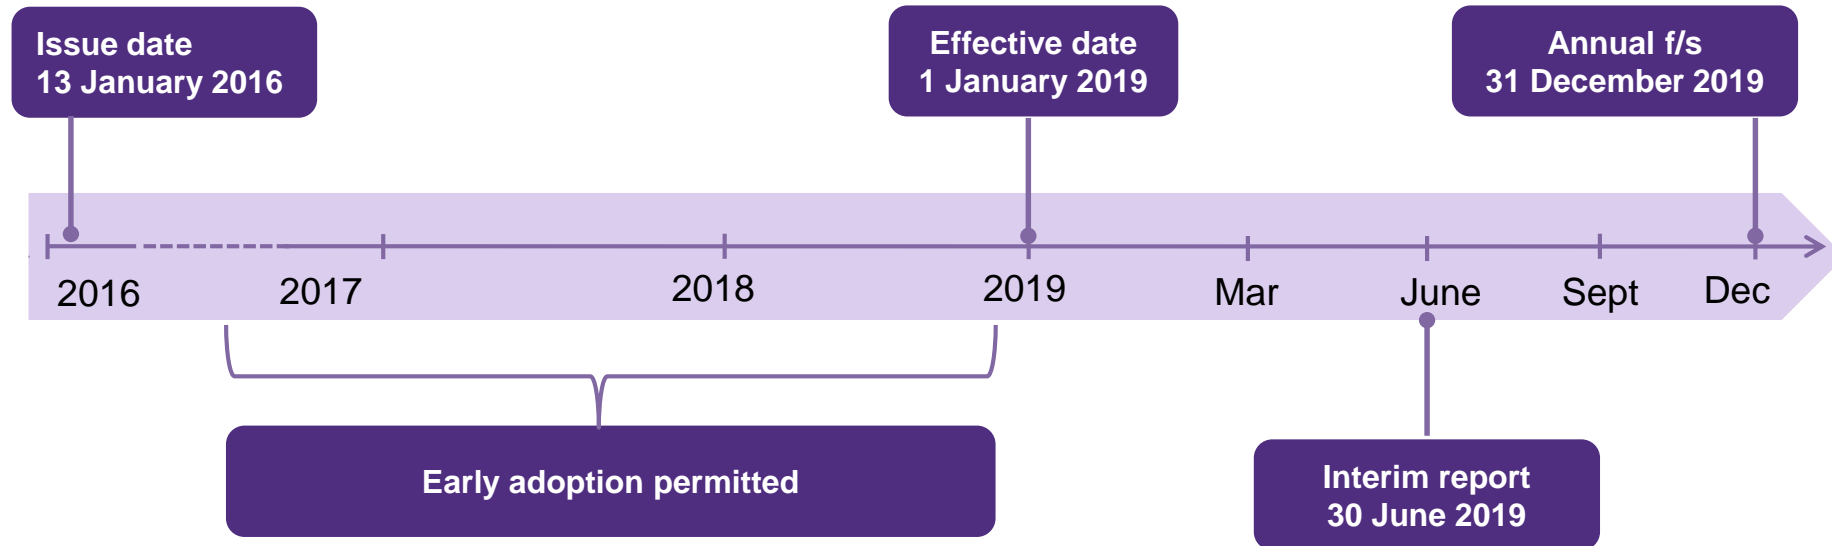 Issue date
13 January 2016
Effective date
1 January 2019
Annual f/s
31 December 2019
2016
2017
2018
2019
Mar
June
Sept
Dec
Early adoption permitted
Interim report
30 June 2019